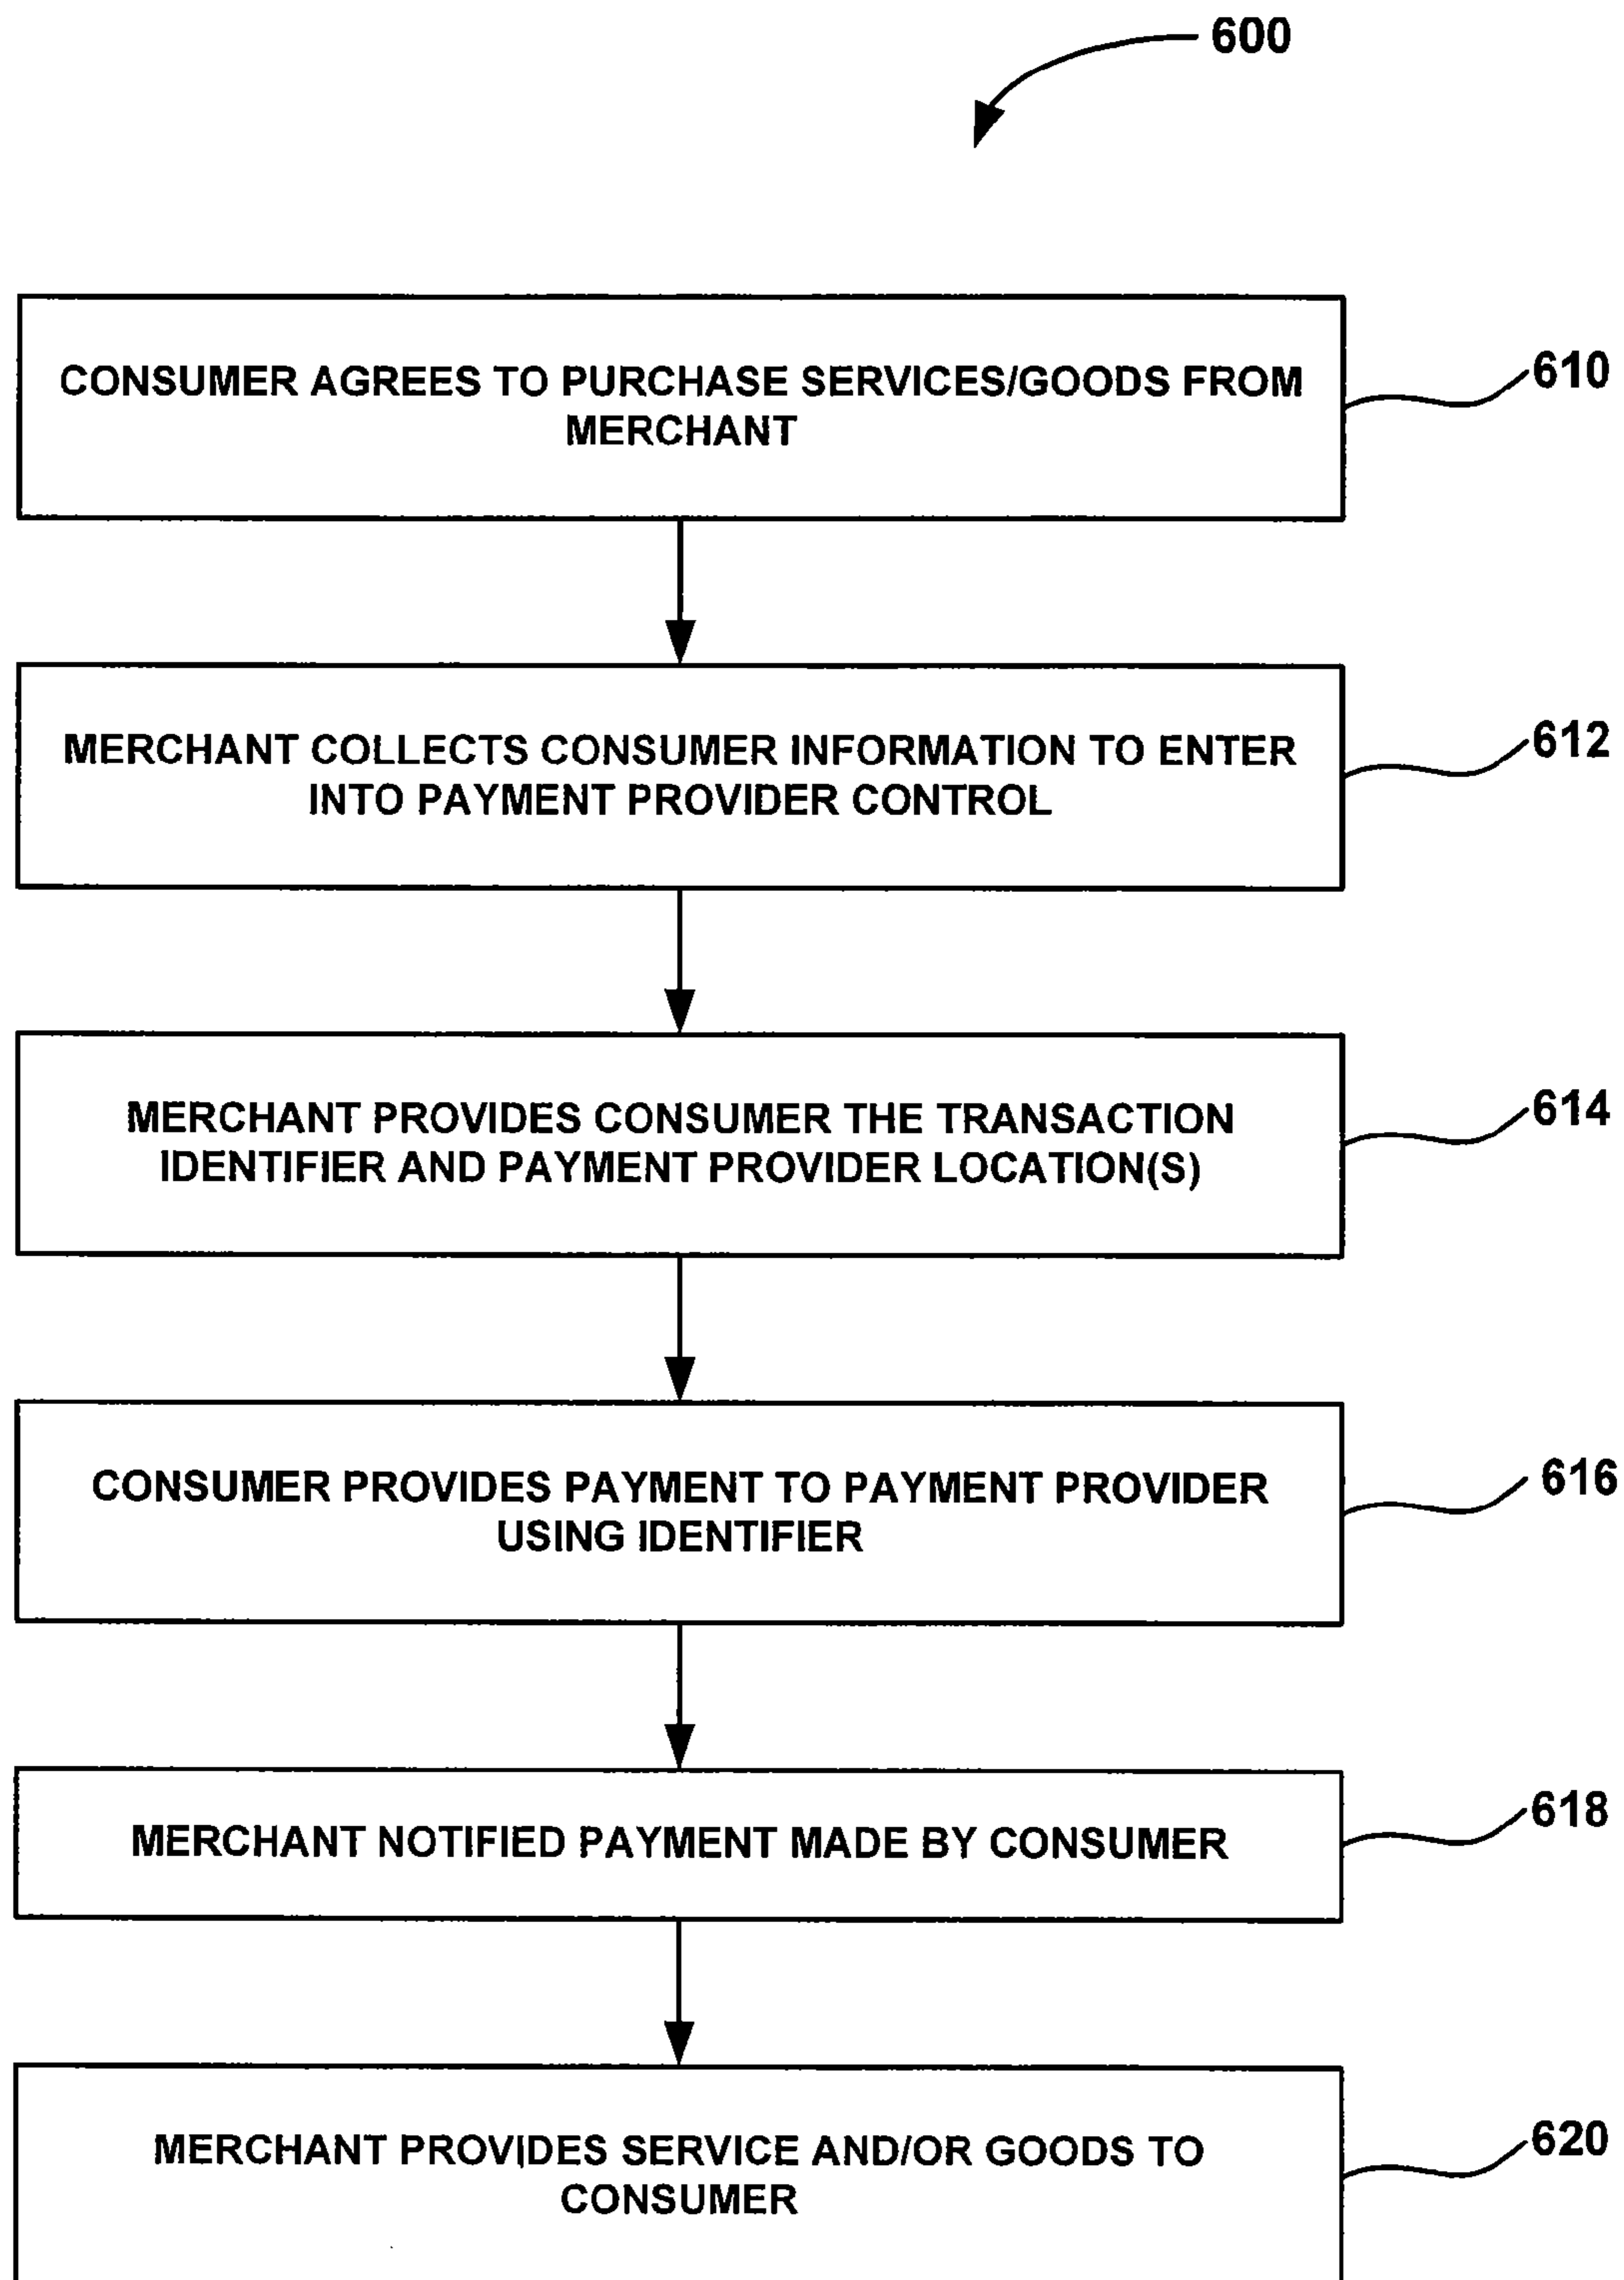 600
CONSUMER AGREES TO PURCHASE SERVICES/GOODS FROM
MERCHANT
610
MERCHANT COLLECTS CONSUMER INFORMATION TO ENTER
INTO PAYMENT PROVIDER CONTROL
612
MERCHANT PROVIDES CONSUMER THE TRANSACTION
IDENTIFIER AND PAYMENT PROVIDER LOCATION(S)
614
CONSUMER PROVIDES PAYMENT TO PAYMENT PROVIDER
USING IDENTIFIER
616
MERCHANT NOTIFIED PAYMENT MADE BY CONSUMER
618
MERCHANT PROVIDES SERVICE AND/OR GOODS TO
CONSUMER
620